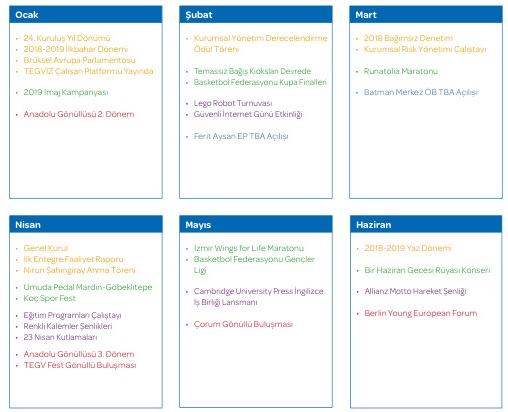 Ocak
24. Kuruluş Yıl Dönümü
2018-2019 İlkbahar Dönemi
Brüksel Avrupa Parlamentosu
TEGVİZ Çalışan Platformu Yayında
2019 İmaj Kampanyası
Anadolu Gönüllüsü 2. Dönem
Şubat
Kurumsal Yönetim Derecelendirme
Ödül Töreni
Temassız Bağış Kioskları Devrede
Basketbol Federasyonu Kupa Finalleri
Lego Robot Turnuvası
Güvenli İnternet Günü Etkinliği
Ferit Aysan EP TBA Açılışı
Mart
2018 Bağımsız Denetim
Kurumsal Risk Yönetimi Çalıştayı
Runatolia Maratonu
Batman Merkez ÖB TBA Açılışı
Nisan
Genel Kurul
İlk Entegre Faaliyet Raporu
Nirun Şahingiray Anma Töreni
Umuda Pedal Mardin-Göbeklitepe
Koç Spor Fest
Eğitim Programları Çalıştayı
Renkli Kalemler Şenlikleri
23 Nisan Kutlamaları
Anadolu Gönüllüsü 3. Dönem
TEGV Fest Gönüllü Buluşması
Mayıs
İzmir Wings for Life Maratonu
Basketbol Federasyonu Gençler
Ligi
Cambridge University Press İngilizce
İş Birliği Lansmanı
Çorum Gönüllü Buluşması
Haziran
2018-2019 Yaz Dönemi
Bir Haziran Gecesi Rüyası Konseri
Allianz Motto Hareket Şenliği
Berlin Young European Forum